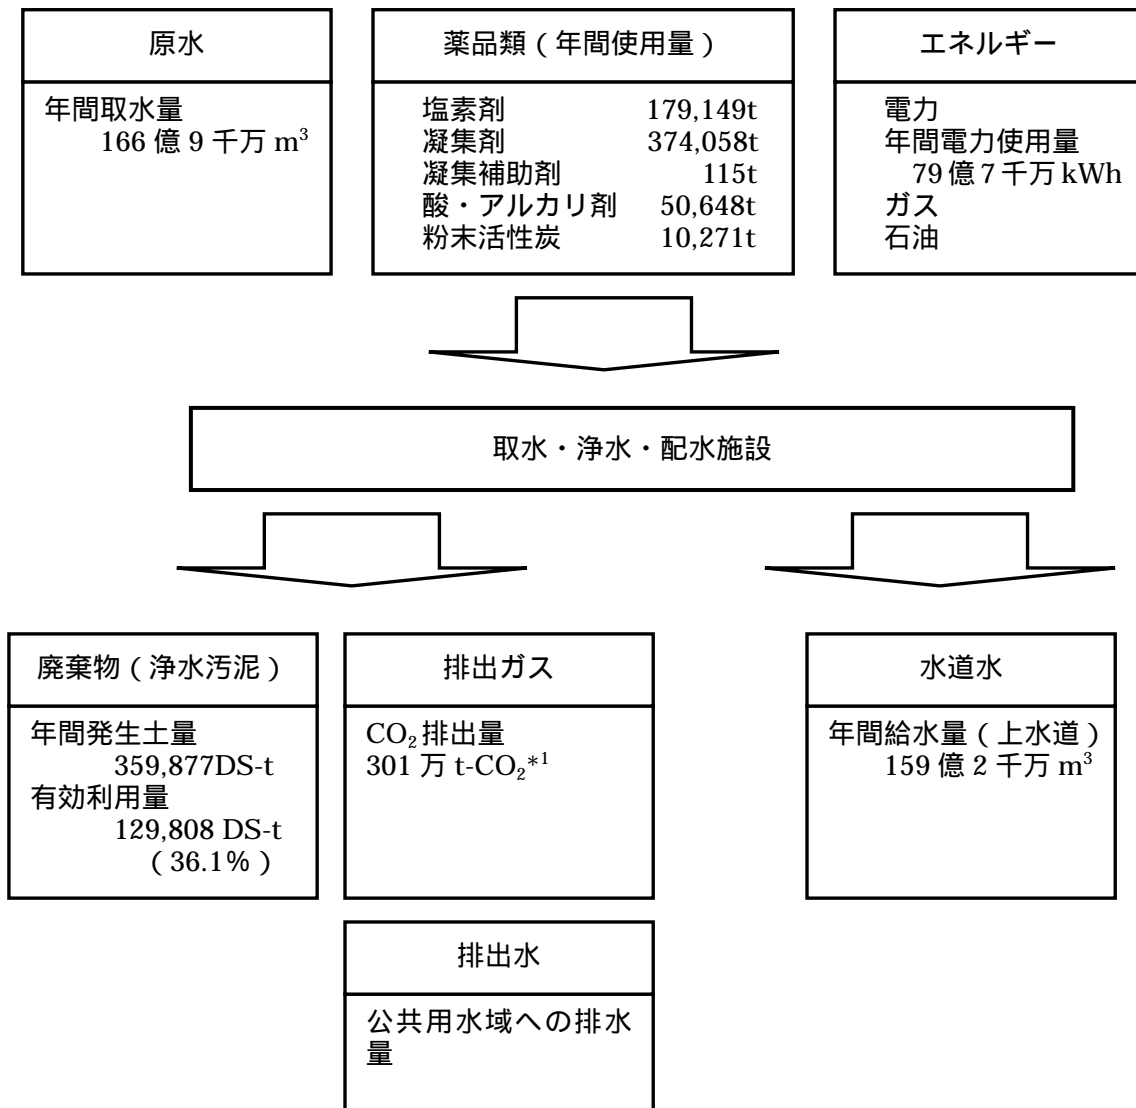 原水
年間取水量
166 億 9 千万 m³
薬品類（年間使用量）
塩素剤 179,149t
凝集剤 374,058t
凝集補助剤 115t
酸・アルカリ剤 50,648t
粉末活性炭 10,271t
エネルギー
電力
年間電力使用量
79 億 7 千万 kWh
ガス
石油
取水・浄水・配水施設
廃棄物（浄水汚泥）
年間発生土量
359,877DS-t
有効利用量
129,808 DS-t
（36.1％）
排出ガス
CO₂ 排出量
301 万 t-CO₂*¹
水道水
年間給水量（上水道）
159 億 2 千万 m³
排出水
公共用水域への排水
量